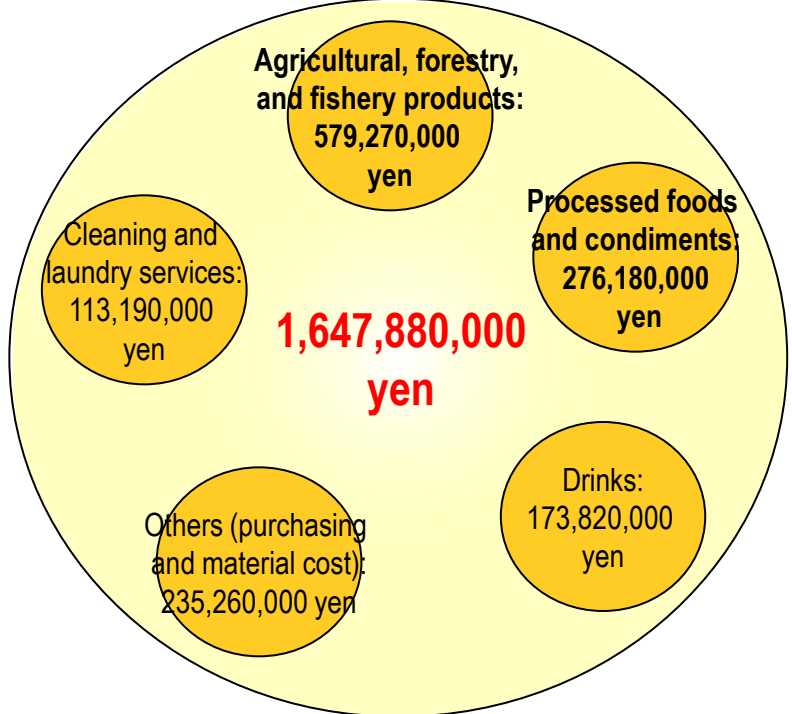 Agricultural, forestry,
and fishery products:
579,270,000
yen
Processed foods
and condiments:
276,180,000
yen
Cleaning and
laundry services:
113,190,000
yen
1,647,880,000
yen
Drinks:
173,820,000
yen
Others (purchasing
and material cost):
235,260,000 yen